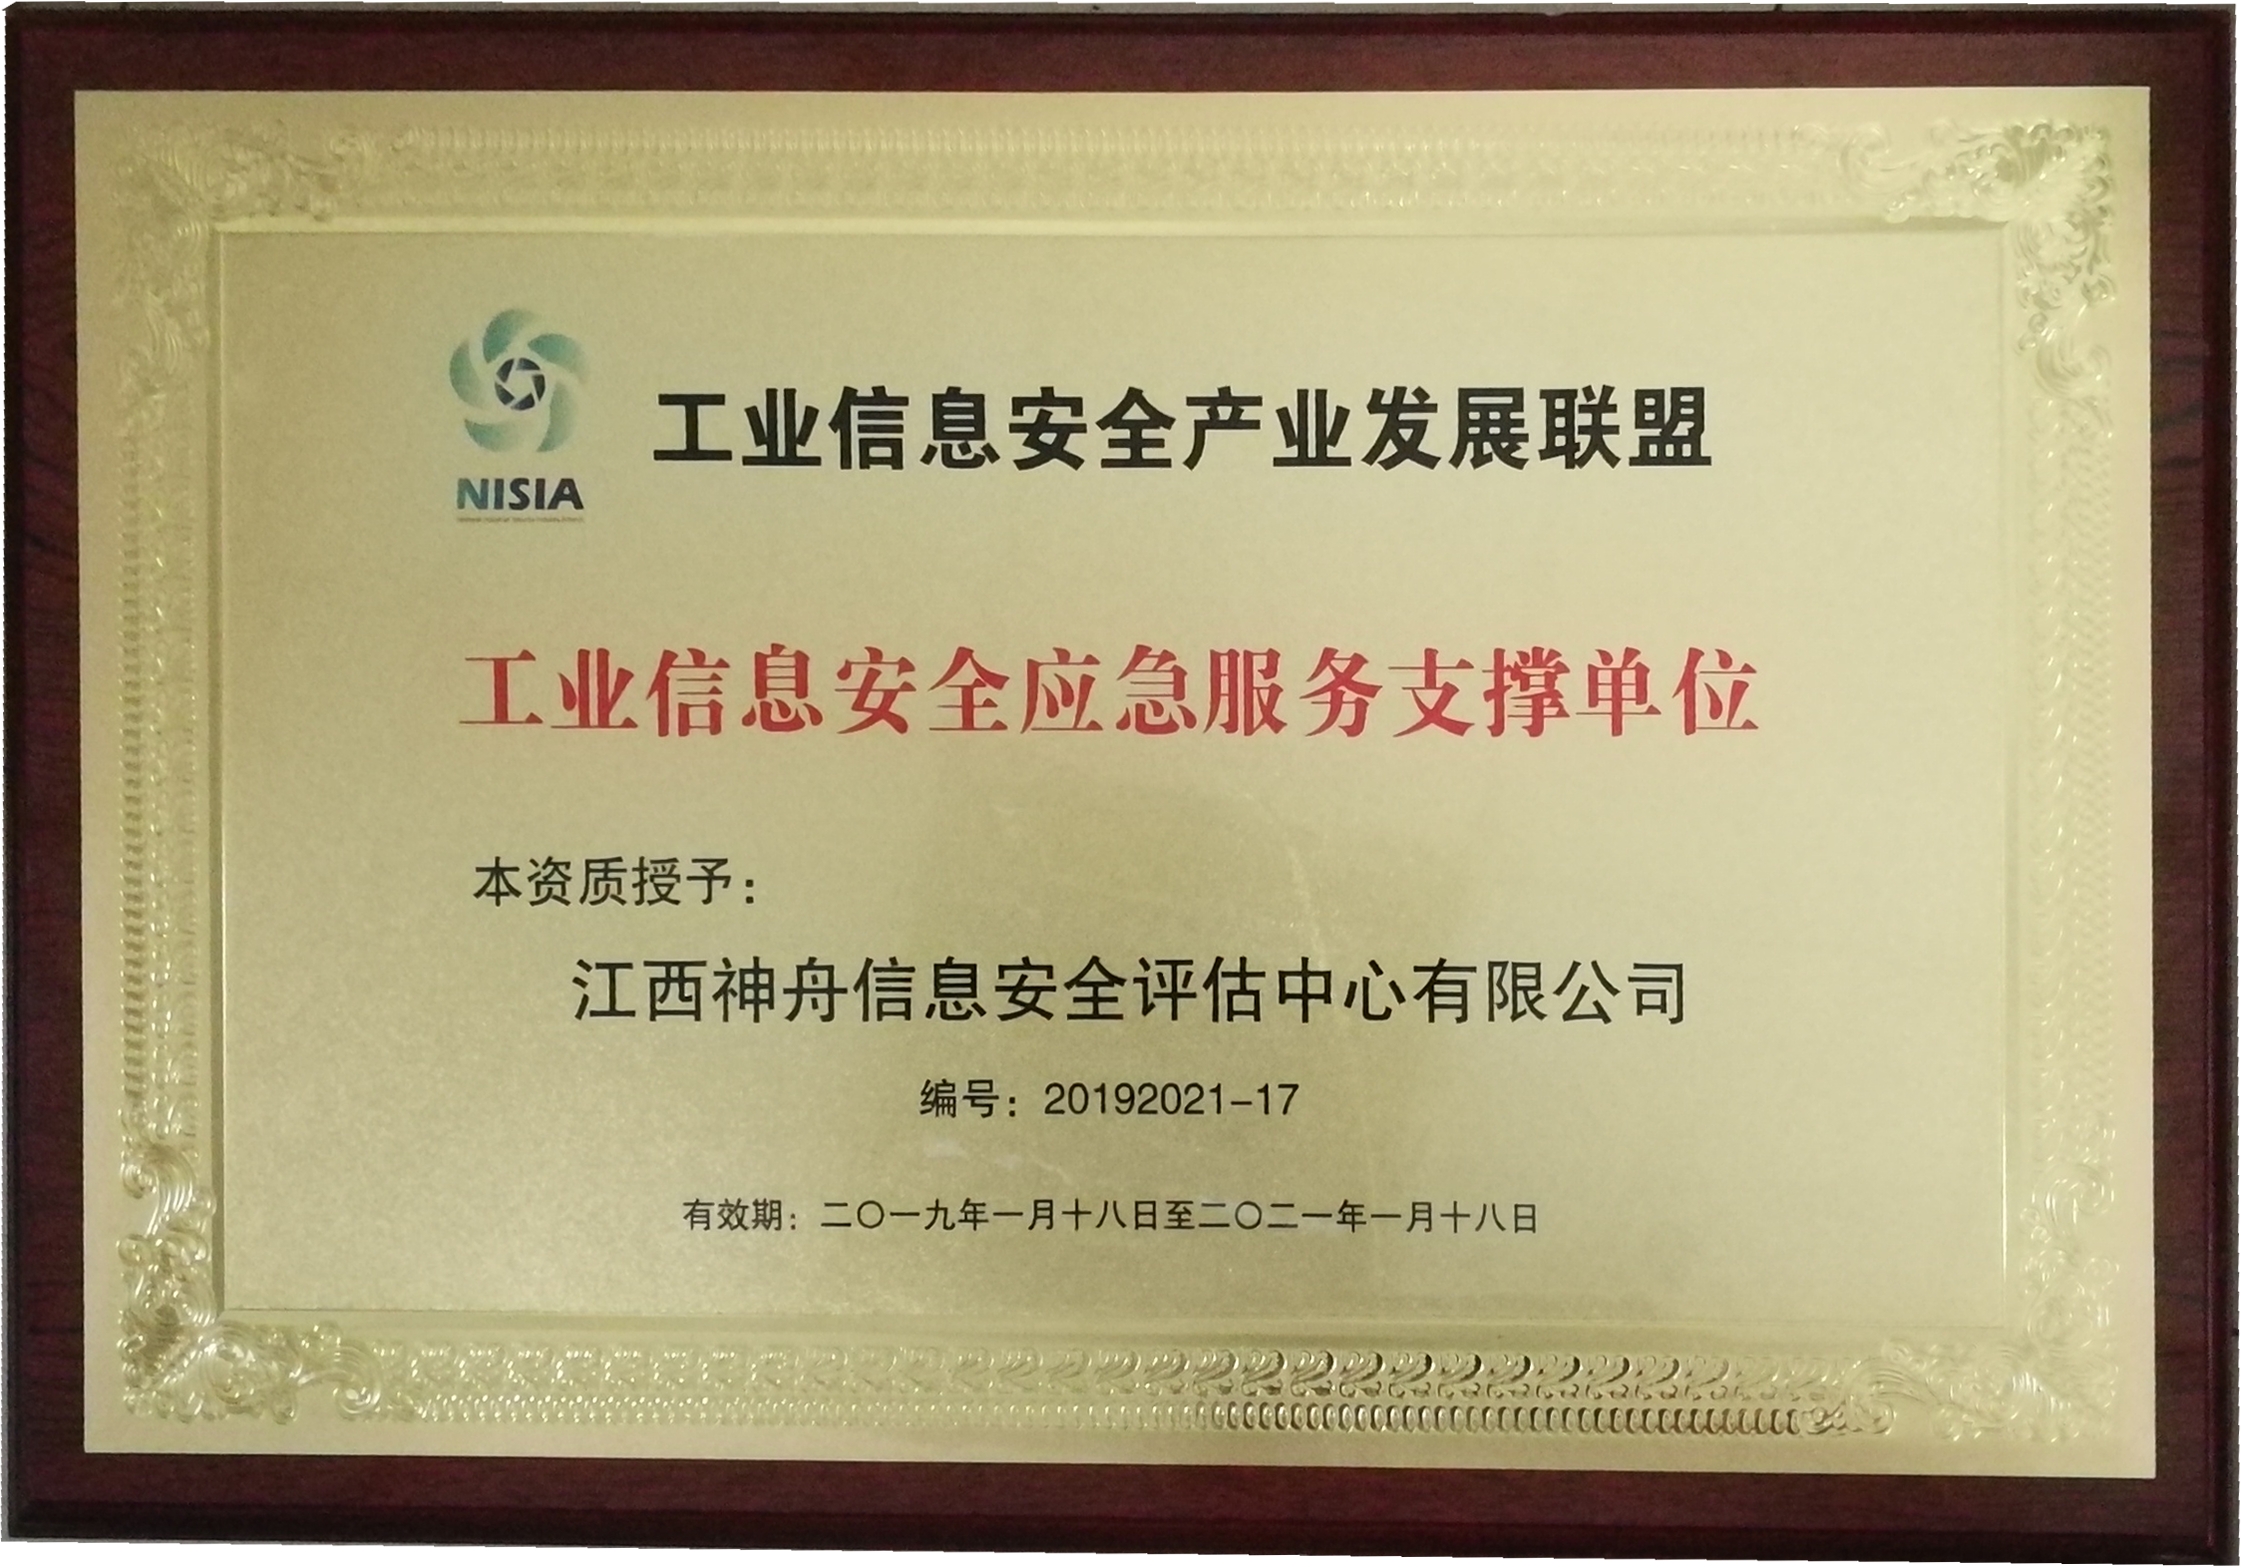 工业信息安全产业发展联盟
NISIA
工业信息安全应急服务支撑单位
本资质授予：
江西神舟信息安全评估中心有限公司
编号：20192021-17
有效期：二〇一九年一月十八日至二〇二一年一月十八日